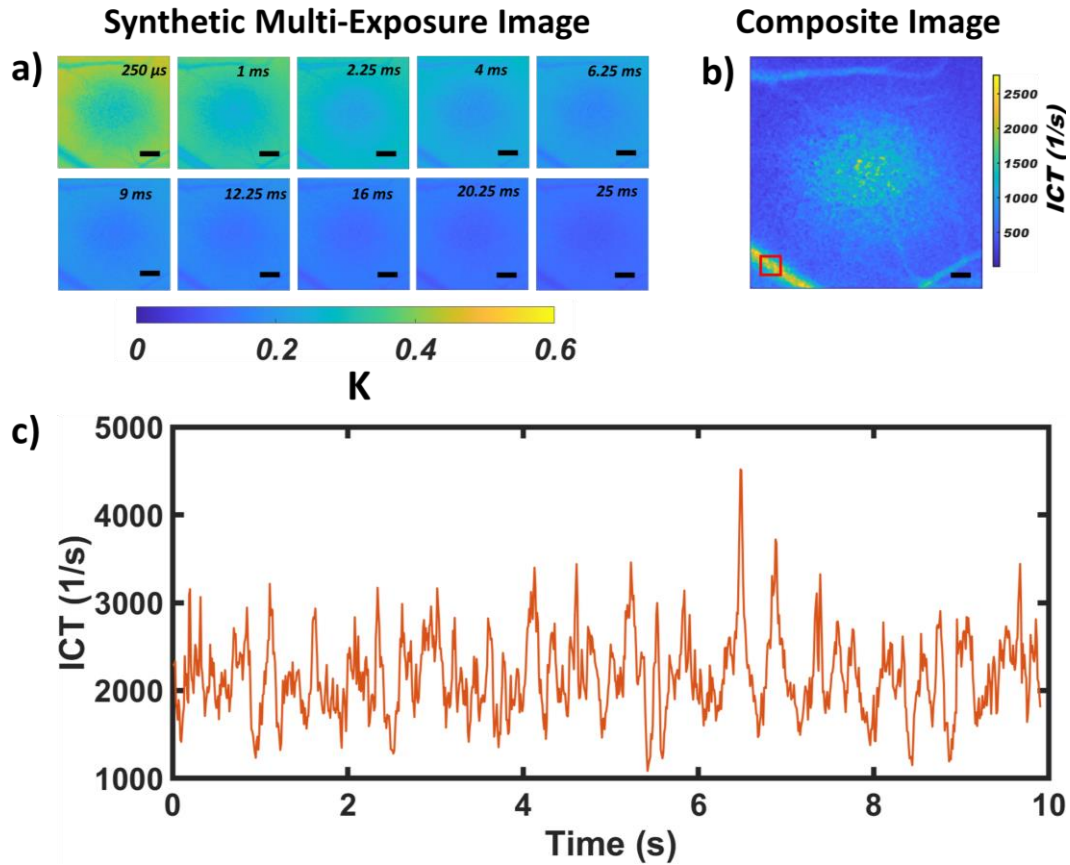 Synthetic Multi-Exposure Image
Composite Image
a)
250 µs
1 ms
2.25 ms
4 ms
6.25 ms
9 ms
12.25 ms
16 ms
20.25 ms
25 ms
0
0.2
0.4
0.6
K
b)
2500
2000
1500
1000
500
ICT (1/s)
c)
5000
4000
3000
2000
1000
ICT (1/s)
0
2
4
6
8
10
Time (s)